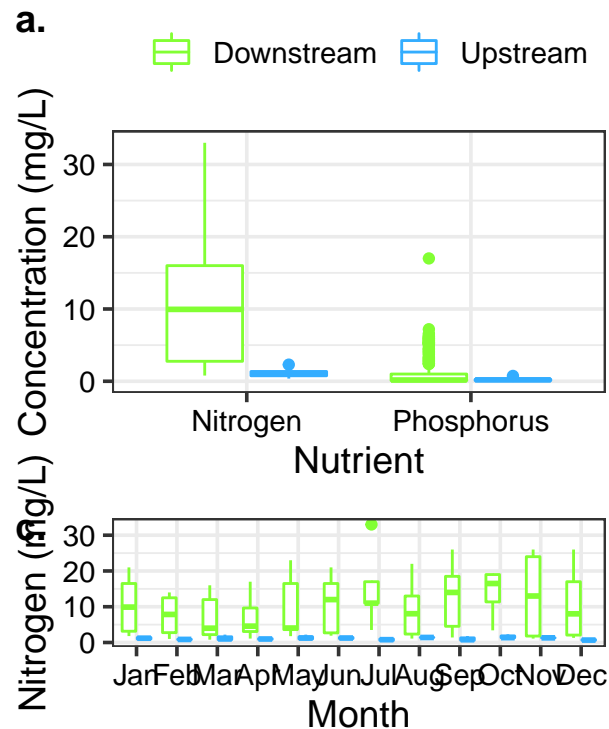 a.
Downstream Upstream
Concentration (mg/L)
30
20
10
0
Nitrogen Phosphorus
Nutrient
c.
Nitrogen (mg/L)
30
20
10
0
Jan Feb Mar Apr May Jun Jul Aug Sep Oct Nov Dec
Month